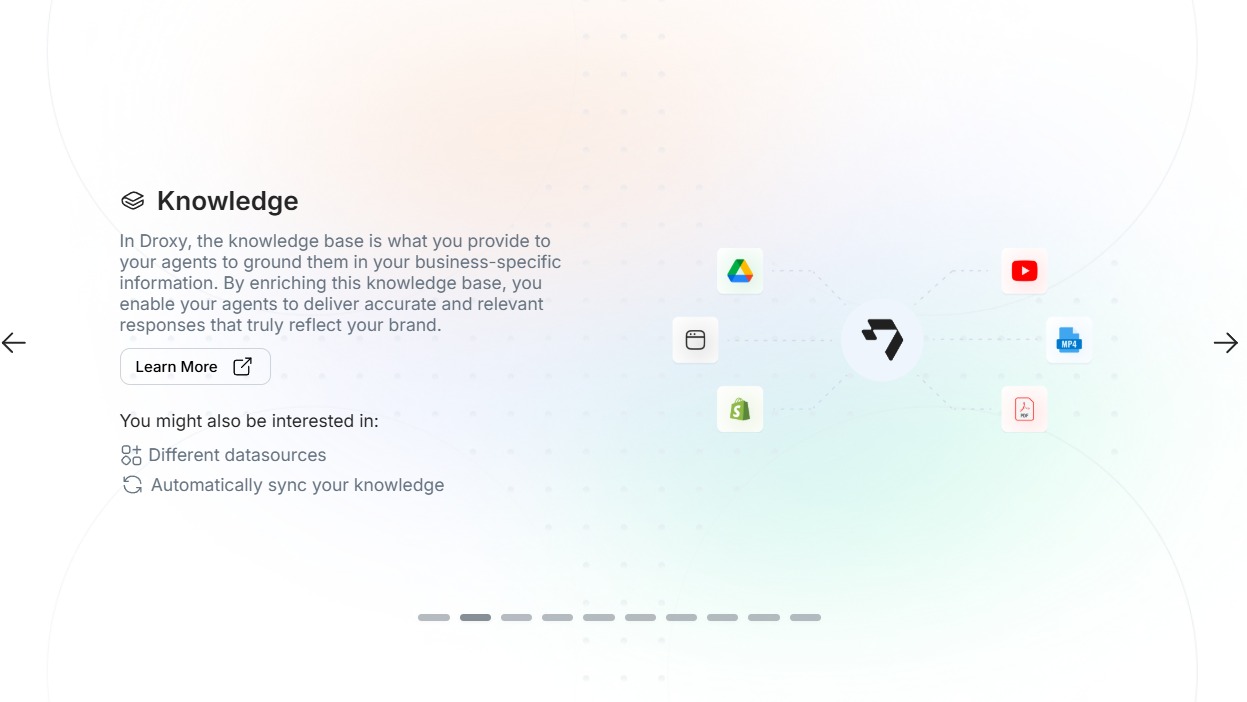 Knowledge
In Droxy, the knowledge base is what you provide to
your agents to ground them in your business-specific
information. By enriching this knowledge base, you
enable your agents to deliver accurate and relevant
responses that truly reflect your brand.
Learn More
You might also be interested in:
Different datasources
Automatically sync your knowledge
S
MP4
PDF